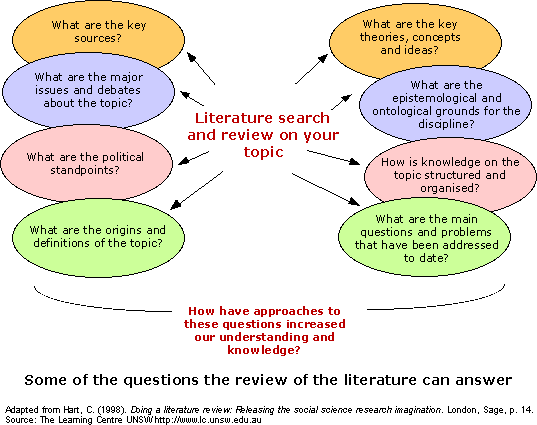 What are the key
sources?
What are the major
issues and debates
about the topic?
What are the political
standpoints?
What are the origins and
definitions of the topic?
Literature search
and review on your
topic
What are the key
theories, concepts
and ideas?
What are the
epistemological and
ontological grounds for the
discipline?
How is knowledge on the
topic structured and
organised?
What are the main
questions and problems
that have been addressed
to date?
How have approaches to
these questions increased
our understanding and
knowledge?
Some of the questions the review of the literature can answer
Adapted from Hart, C. (1998). Doing a literature review: Releasing the social science research imagination. London, Sage, p. 14.
Source: The Learning Centre UNSW http://www.lc.unsw.edu.au